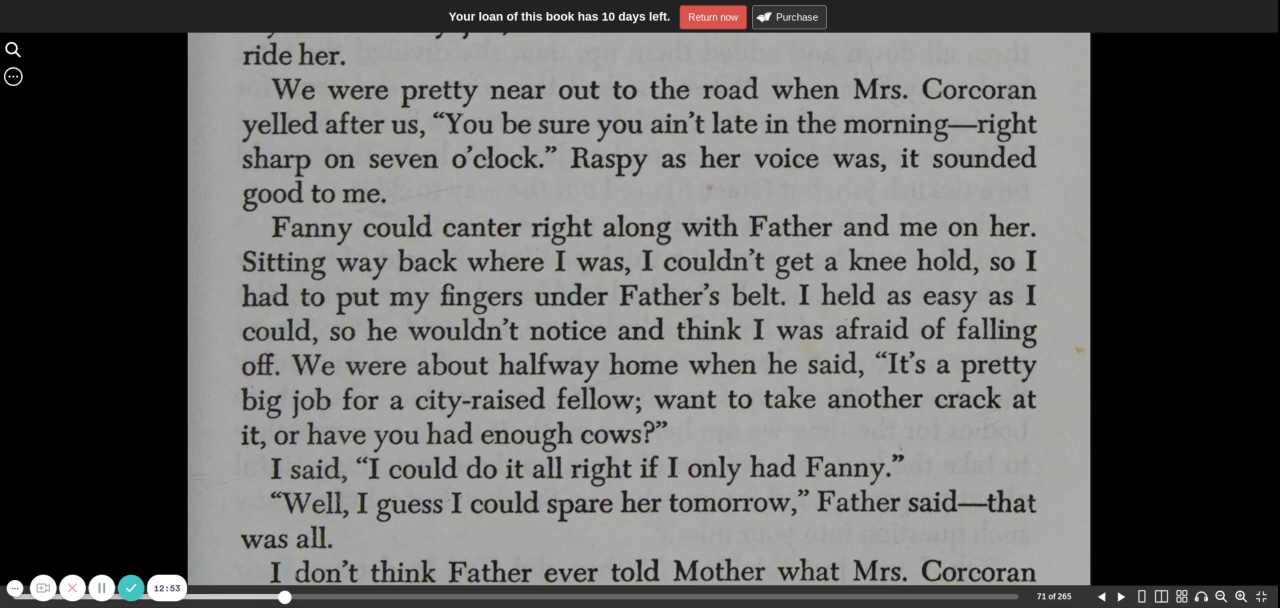 Your loan of this book has 10 days left. Return now Purchase
ride her.
We were pretty near out to the road when Mrs. Corcoran
yelled after us, “You be sure you ain’t late in the morning—right
sharp on seven o’clock.” Raspy as her voice was, it sounded
good to me.
Fanny could canter right along with Father and me on her.
Sitting way back where I was, I couldn’t get a knee hold, so I
had to put my fingers under Father’s belt. I held as easy as I
could, so he wouldn’t notice and think I was afraid of falling
off. We were about halfway home when he said, “It’s a pretty
big job for a city-raised fellow; want to take another crack at
it, or have you had enough cows?”
I said, “I could do it all right if I only had Fanny.”
“Well, I guess I could spare her tomorrow,” Father said—that
was all.
I don’t think Father ever told Mother what Mrs. Corcoran
12:53
71 of 265